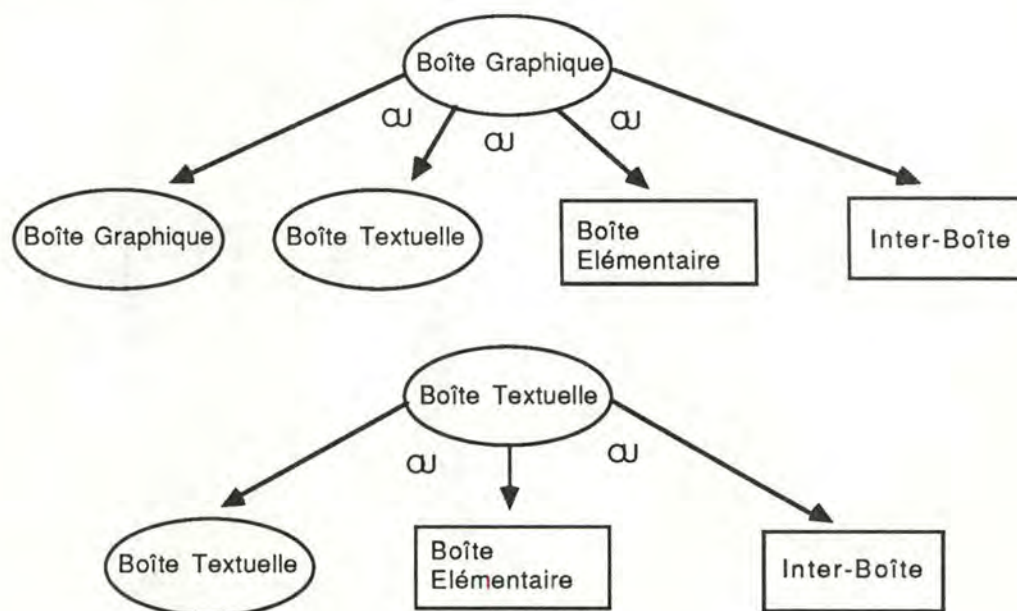 Boîte Graphique
OU
OU
OU
Boîte Graphique
Boîte Textuelle
Boîte
Elémentaire
Inter-Boîte
Boîte Textuelle
OU
OU
Boîte Textuelle
Boîte
Elémentaire
Inter-Boîte